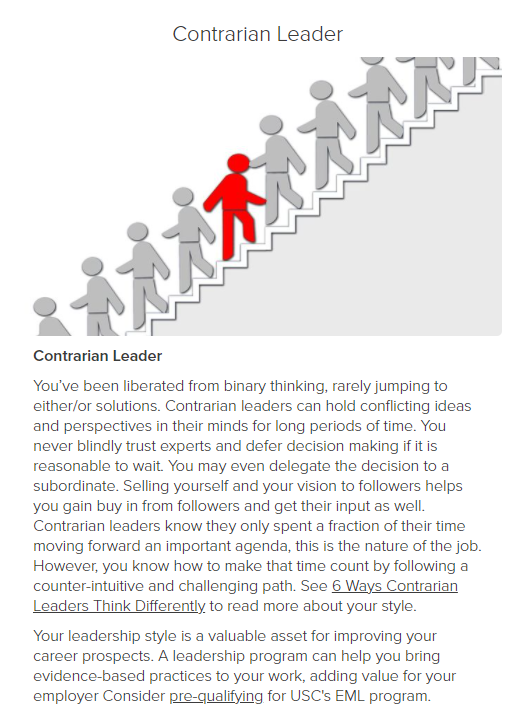 Contrarian Leader
Contrarian Leader
You’ve been liberated from binary thinking, rarely jumping to
either/or solutions. Contrarian leaders can hold conflicting ideas
and perspectives in their minds for long periods of time. You
never blindly trust experts and defer decision making if it is
reasonable to wait. You may even delegate the decision to a
subordinate. Selling yourself and your vision to followers helps
you gain buy in from followers and get their input as well.
Contrarian leaders know they only spent a fraction of their time
moving forward an important agenda, this is the nature of the job.
However, you know how to make that time count by following a
counter-intuitive and challenging path. See 6 Ways Contrarian
Leaders Think Differently to read more about your style.
Your leadership style is a valuable asset for improving your
career prospects. A leadership program can help you bring
evidence-based practices to your work, adding value for your
employer Consider pre-qualifying for USC's EML program.